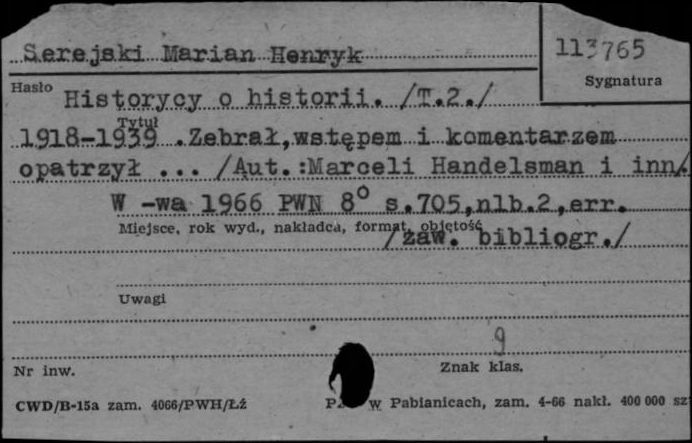 Serejski Marian Henryk
113765
Hasło
Sygnatura
Historycy o historii. /T.2./
Tytuł
1918-1939 .Zebrał,wstępem i komentarzem
opatrzył ... /Aut.:Marceli Handelsman i inn/.
W -wa 1966 PWN 8° s.705,nlb.2,err.
Miejsce, rok wyd., nakładca, format, objętość
/zaw. bibliogr./
Uwagi
9
Nr inw.
Znak klas.
CWD/B-15a zam. 4066/PWH/Łź
w Pabianicach, zam. 4-66 nakł. 400 000 sz